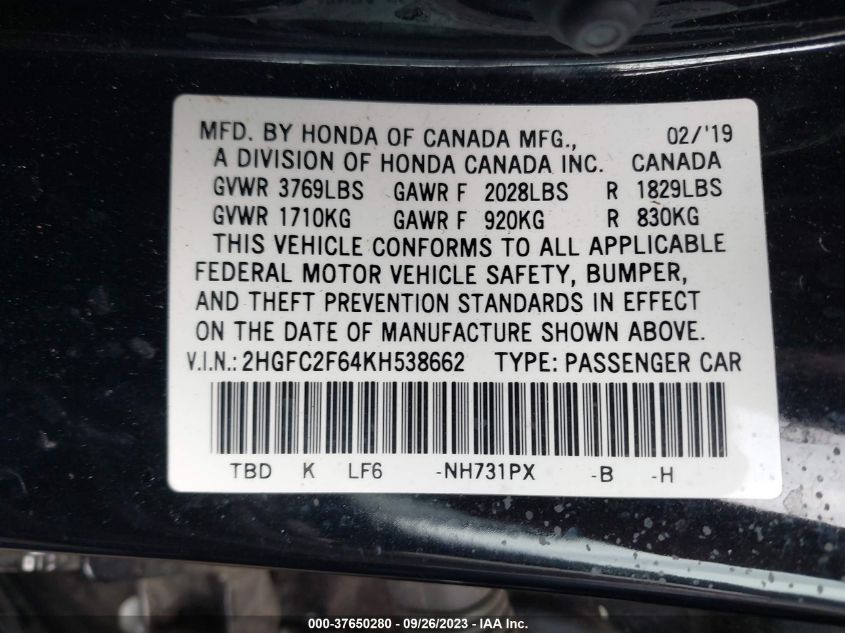 MFD. BY HONDA OF CANADA MFG., 02/'19
A DIVISION OF HONDA CANADA INC. CANADA
GVWR 3769LBS GAWR F 2028LBS R 1829LBS
GVWR 1710KG GAWR F 920KG R 830KG
THIS VEHICLE CONFORMS TO ALL APPLICABLE
FEDERAL MOTOR VEHICLE SAFETY, BUMPER,
AND THEFT PREVENTION STANDARDS IN EFFECT
ON THE DATE OF MANUFACTURE SHOWN ABOVE.
V.I.N.: 2HGFC2F64KH538662 TYPE: PASSENGER CAR
TBD K LF6 -NH731PX -B -H
000-37650280 - 09/26/2023 - IAA Inc.